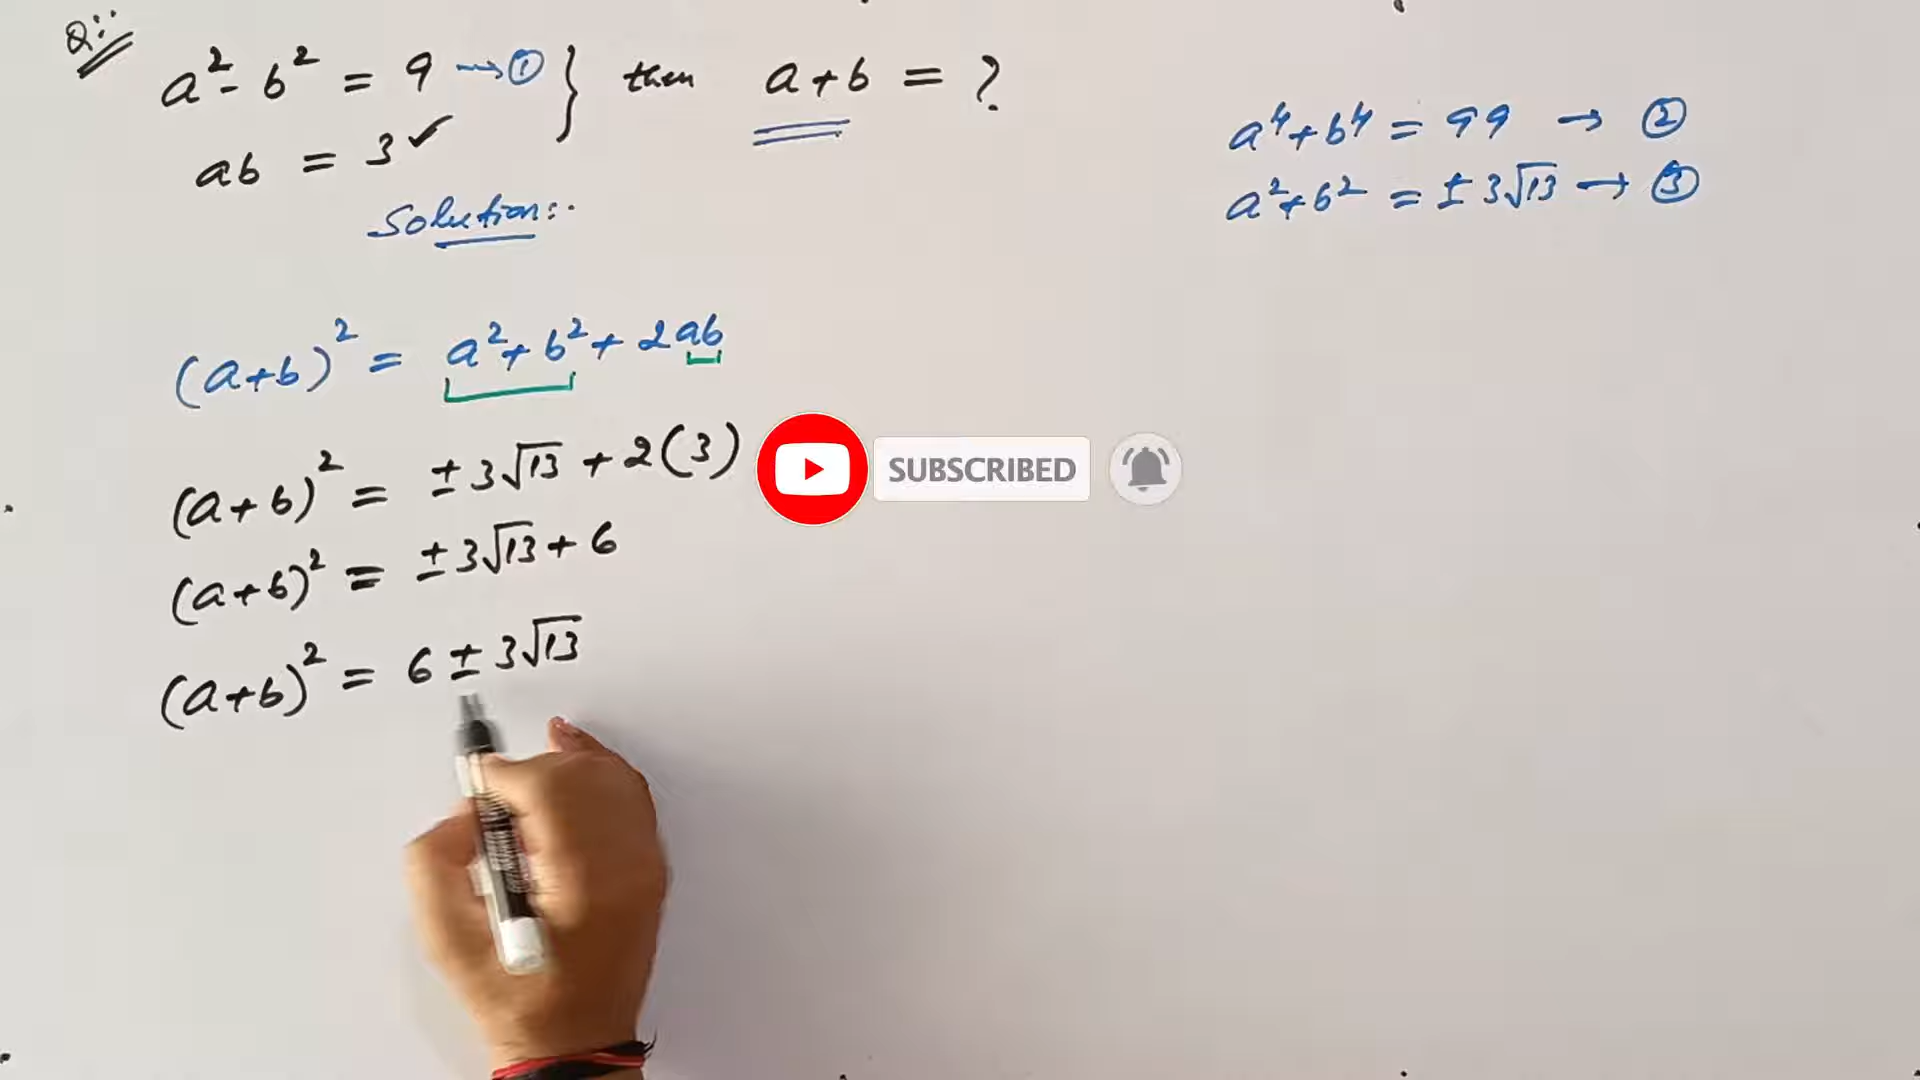 Q::
a² - b² = 9 → ① } then a+b = ?
ab = 3 ✓
Solution:.
a⁴+b⁴ = 99 → ②
a²+b² = ± 3√13 → ③
(a+b)² = a²+b² + 2ab
(a+b)² = ± 3√13 + 2(3)
SUBSCRIBED
(a+b)² = ± 3√13 + 6
(a+b)² = 6 ± 3√13